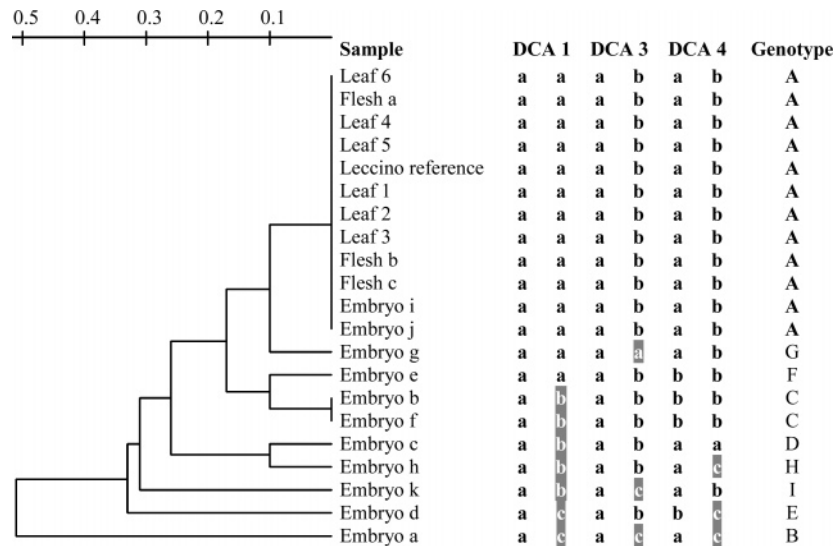 0.5 0.4 0.3 0.2 0.1
Sample DCA 1 DCA 3 DCA 4 Genotype
Leaf 6 a a a b a b A
Flesh a a a a b a b A
Leaf 4 a a a b a b A
Leaf 5 a a a b a b A
Leccino reference a a a b a b A
Leaf 1 a a a b a b A
Leaf 2 a a a b a b A
Leaf 3 a a a b a b A
Flesh b a a a b a b A
Flesh c a a a b a b A
Embryo i a a a b a b A
Embryo j a a a b a b A
Embryo g a a a a a b G
Embryo e a a a b b b F
Embryo b a b a b b b C
Embryo f a b a b b b C
Embryo c a b a b a a D
Embryo h a b a b a c H
Embryo k a b a c a b I
Embryo d a c a b b c E
Embryo a a c a c a c B